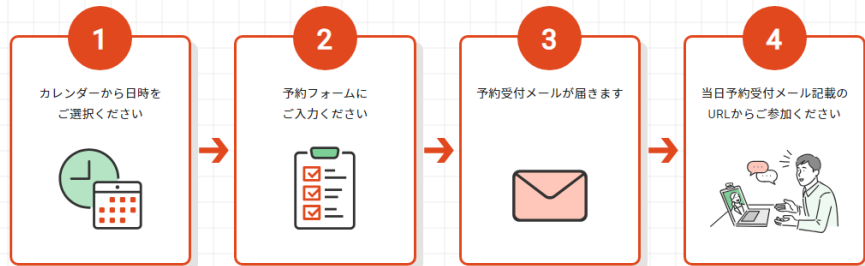 1
カレンダーから日時を
ご選択ください
2
予約フォームに
ご入力ください
3
予約受付メールが届きます
4
当日予約受付メール記載の
URLからご参加ください